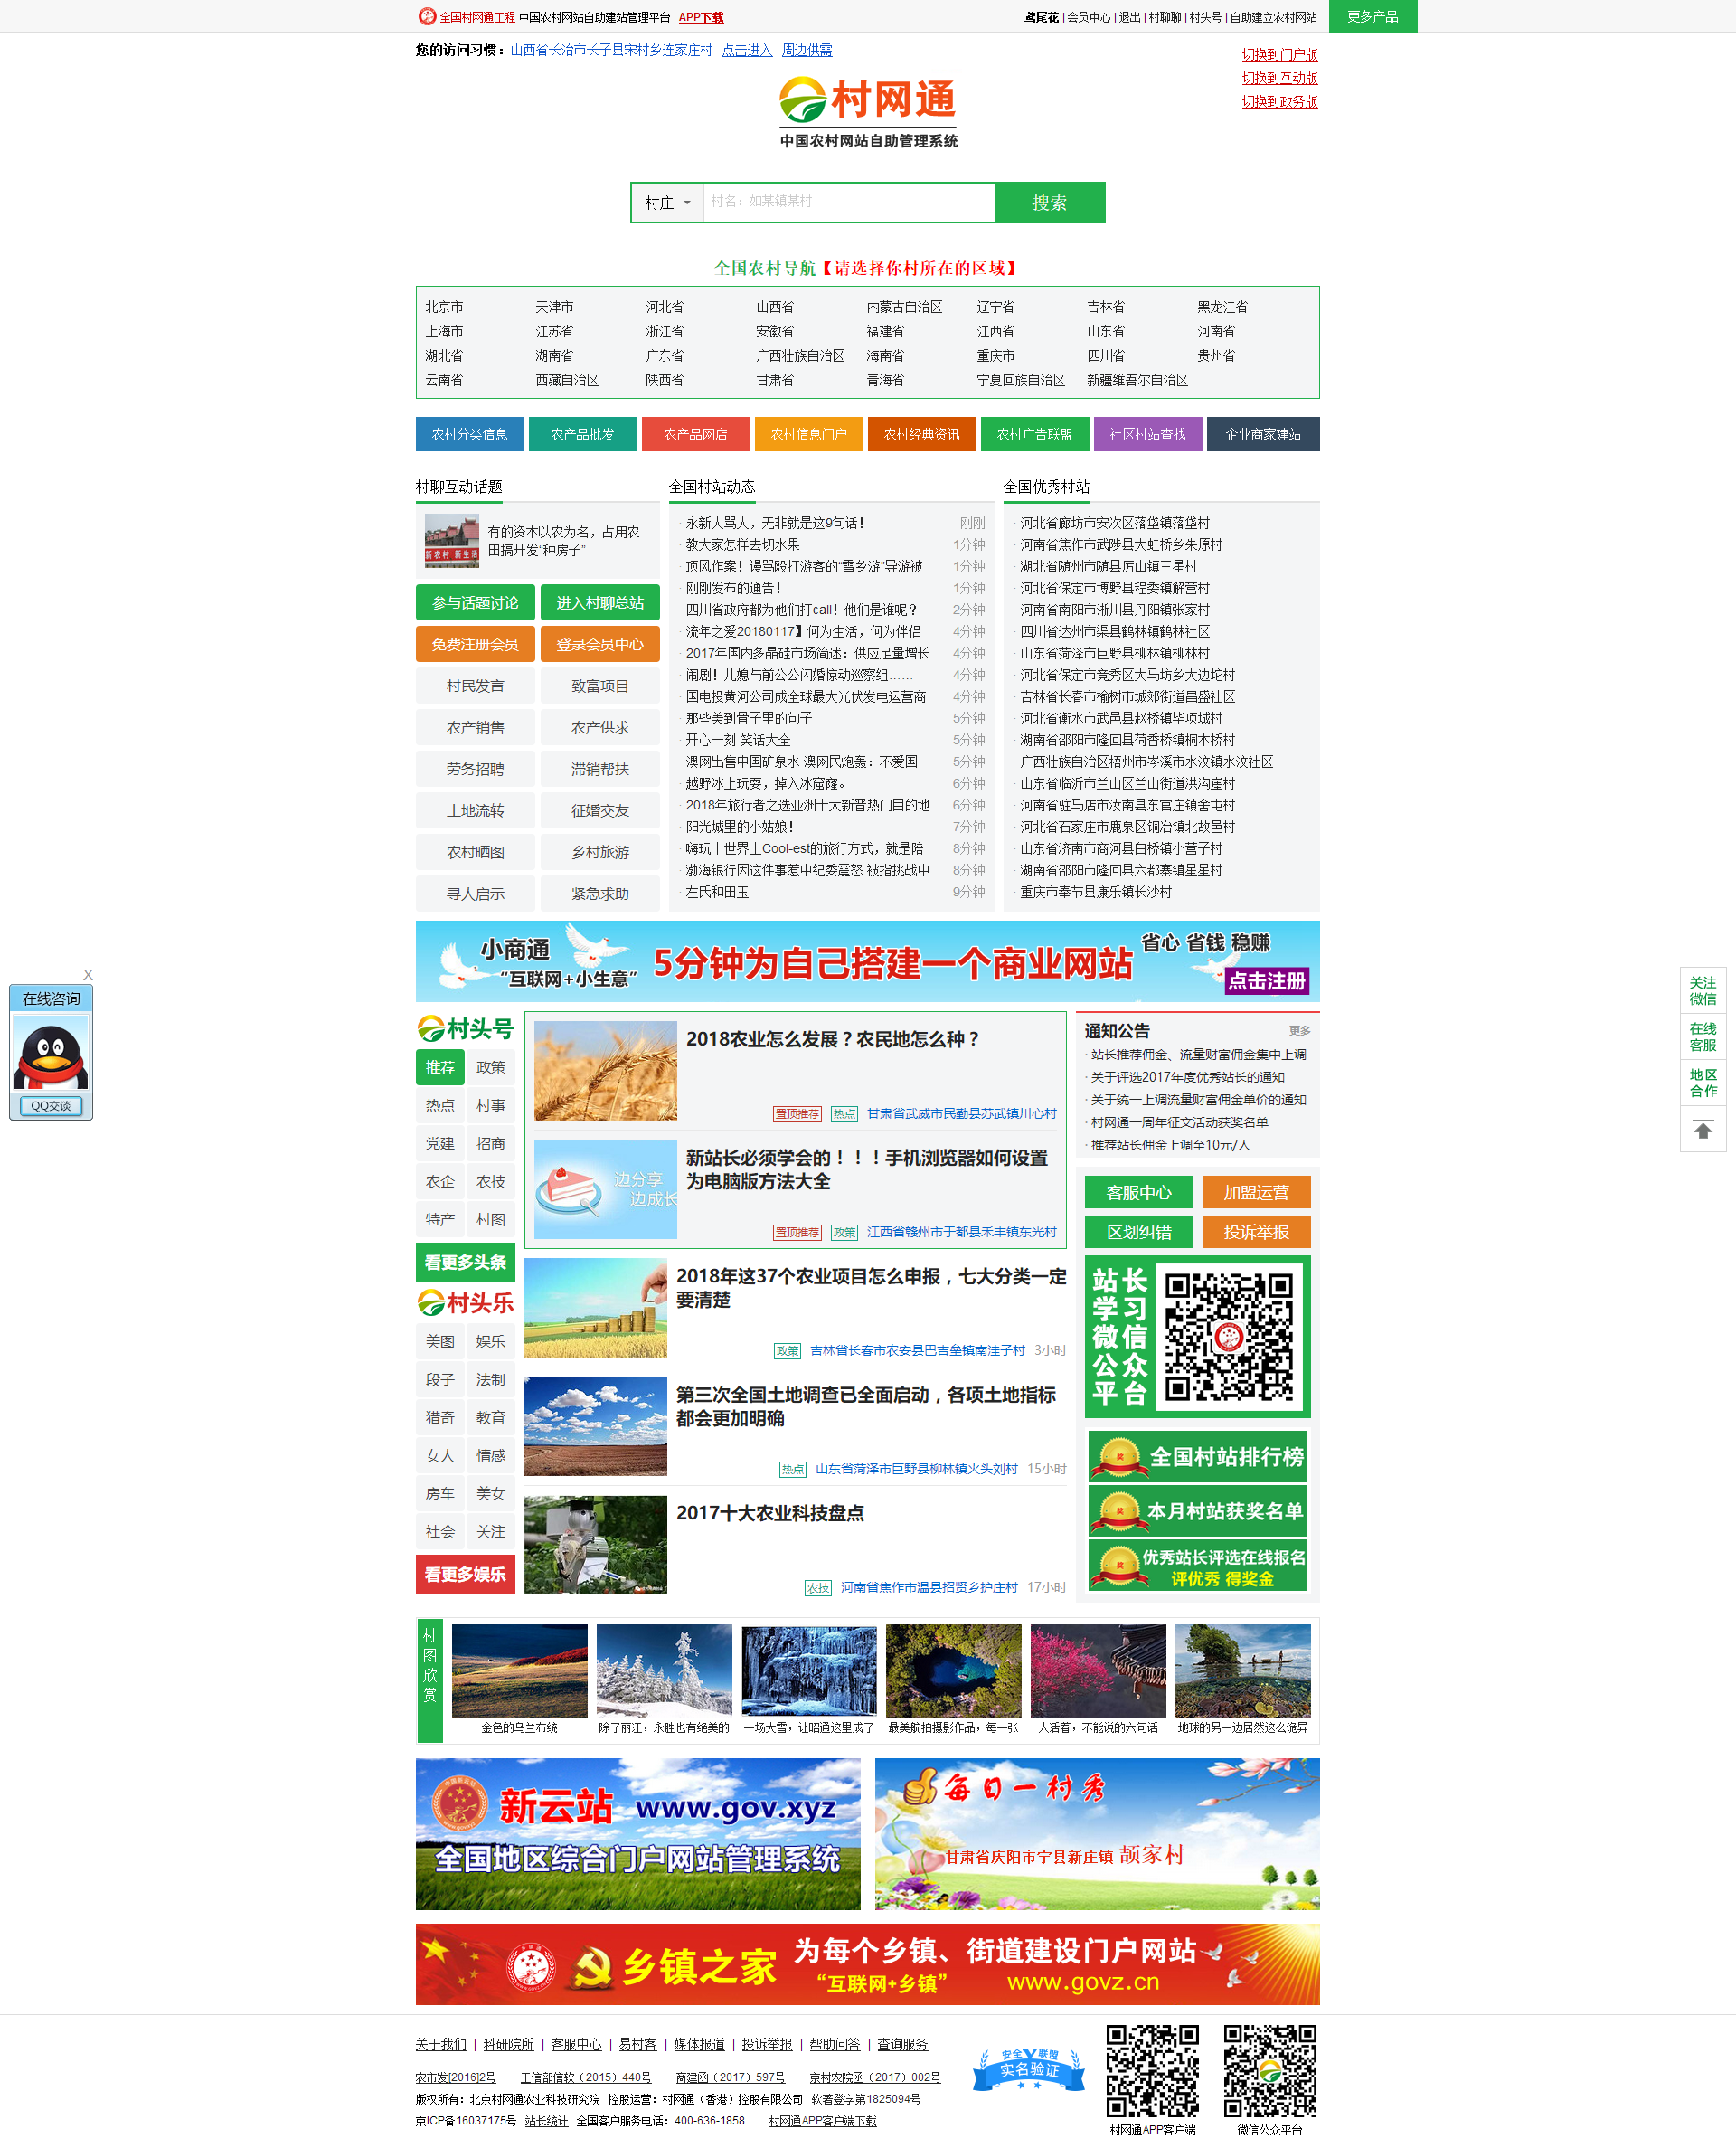 全国村网通工程 中国农村网站自助建站管理平台 APP下载
鸢尾花 | 会员中心 | 退出 | 村聊聊 | 村头号 | 自助建立农村网站
更多产品
您的访问习惯：山西省长治市长子县宋村乡连家庄村 点击进入 周边供需
切换到门户版
切换到互动版
切换到政务版
村网通
中国农村网站自助管理系统
村庄 村名：如某镇某村 搜索
全国农村导航【请选择你村所在的区域】
北京市 天津市 河北省 山西省 内蒙古自治区 辽宁省 吉林省 黑龙江省
上海市 江苏省 浙江省 安徽省 福建省 江西省 山东省 河南省
湖北省 湖南省 广东省 广西壮族自治区 海南省 重庆市 四川省 贵州省
云南省 西藏自治区 陕西省 甘肃省 青海省 宁夏回族自治区 新疆维吾尔自治区
农村分类信息 农产品批发 农产品网店 农村信息门户 农村经典资讯 农村广告联盟 社区村站查找 企业商家建站
村聊互动话题
新农村 新生活
有的资本以农为名，占用农
田搞开发“种房子”
参与话题讨论 进入村聊总站
免费注册会员 登录会员中心
村民发言 致富项目
农产销售 农产供求
劳务招聘 滞销帮扶
土地流转 征婚交友
农村晒图 乡村旅游
寻人启示 紧急求助
全国村站动态
· 永新人骂人，无非就是这9句话！ 刚刚
· 教大家怎样去切水果 1分钟
· 顶风作案！谩骂殴打游客的“雪乡游”导游被 1分钟
· 刚刚发布的通告！ 1分钟
· 四川省政府都为他们打call！他们是谁呢？ 2分钟
· 流年之爱20180117】何为生活，何为伴侣 4分钟
· 2017年国内多晶硅市场简述：供应足量增长 4分钟
· 闹剧！儿媳与前公公闪婚惊动巡察组…… 4分钟
· 国电投黄河公司成全球最大光伏发电运营商 4分钟
· 那些美到骨子里的句子 5分钟
· 开心一刻 笑话大全 5分钟
· 澳网出售中国矿泉水 澳网民炮轰：不爱国 5分钟
· 越野冰上玩耍，掉入冰窟窿。 6分钟
· 2018年旅行者之选亚洲十大新晋热门目的地 6分钟
· 阳光城里的小姑娘！ 7分钟
· 嗨玩丨世界上Cool-est的旅行方式，就是陪 8分钟
· 渤海银行因这件事惹中纪委震怒 被指挑战中 8分钟
· 左氏和田玉 9分钟
全国优秀村站
· 河北省廊坊市安次区落垡镇落垡村
· 河南省焦作市武陟县大虹桥乡朱原村
· 湖北省随州市随县厉山镇三星村
· 河北省保定市博野县程委镇解营村
· 河南省南阳市淅川县丹阳镇张家村
· 四川省达州市渠县鹤林镇鹤林社区
· 山东省菏泽市巨野县柳林镇柳林村
· 河北省保定市竞秀区大马坊乡大边坨村
· 吉林省长春市榆树市城郊街道昌盛社区
· 河北省衡水市武邑县赵桥镇毕项城村
· 湖南省邵阳市隆回县荷香桥镇桐木桥村
· 广西壮族自治区梧州市岑溪市水汶镇水汶社区
· 山东省临沂市兰山区兰山街道洪沟崖村
· 河南省驻马店市汝南县东官庄镇舍屯村
· 河北省石家庄市鹿泉区铜冶镇北故邑村
· 山东省济南市商河县白桥镇小营子村
· 湖南省邵阳市隆回县六都寨镇星星村
· 重庆市奉节县康乐镇长沙村
小商通
“互联网+小生意”
5分钟为自己搭建一个商业网站
省心 省钱 稳赚
点击注册
X
在线咨询
QQ交谈
关注
微信
在线
客服
地区
合作
村头号
推荐 政策
热点 村事
党建 招商
农企 农技
特产 村图
看更多头条
村头乐
美图 娱乐
段子 法制
猎奇 教育
女人 情感
房车 美女
社会 关注
看更多娱乐
2018农业怎么发展？农民地怎么种？
置顶推荐 热点 甘肃省武威市民勤县苏武镇川心村
边分享
边成长
新站长必须学会的！！！手机浏览器如何设置
为电脑版方法大全
置顶推荐 政策 江西省赣州市于都县禾丰镇东光村
2018年这37个农业项目怎么申报，七大分类一定
要清楚
政策 吉林省长春市农安县巴吉垒镇南洼子村 3小时
第三次全国土地调查已全面启动，各项土地指标
都会更加明确
热点 山东省菏泽市巨野县柳林镇火头刘村 15小时
2017十大农业科技盘点
农技 河南省焦作市温县招贤乡护庄村 17小时
通知公告 更多
· 站长推荐佣金、流量财富佣金集中上调
· 关于评选2017年度优秀站长的通知
· 关于统一上调流量财富佣金单价的通知
· 村网通一周年征文活动获奖名单
· 推荐站长佣金上调至10元/人
客服中心 加盟运营
区划纠错 投诉举报
站长学习微信公众平台
奖 全国村站排行榜
奖 本月村站获奖名单
奖 优秀站长评选在线报名
评优秀 得奖金
村图欣赏
金色的乌兰布统
除了丽江，永胜也有绝美的
一场大雪，让昭通这里成了
最美航拍摄影作品，每一张
人活着，不能说的六句话
地球的另一边居然这么诡异
中国新云站
新云站 www.gov.xyz
全国地区综合门户网站管理系统
每日一村秀
甘肃省庆阳市宁县新庄镇 颉家村
乡镇之家
为每个乡镇、街道建设门户网站
“互联网+乡镇” www.govz.cn
关于我们 | 科研院所 | 客服中心 | 易村客 | 媒体报道 | 投诉举报 | 帮助问答 | 查询服务
农市发[2016]2号 工信部信软（2015）440号 商建函（2017）597号 京村农院函（2017）002号
版权所有：北京村网通农业科技研究院 控股运营：村网通（香港）控股有限公司 软著登字第1825094号
京ICP备16037175号 站长统计 全国客户服务电话：400-636-1858 村网通APP客户端下载
安全联盟
实名验证
村网通APP客户端
微信公众平台